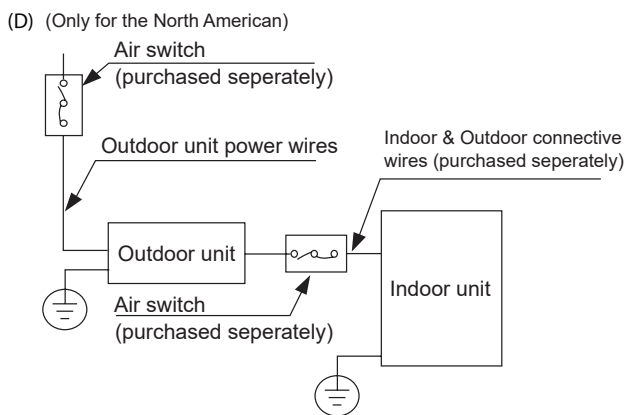 (D) (Only for the North American)
Air switch
(purchased seperately)
Outdoor unit power wires
Indoor & Outdoor connective
wires (purchased seperately)
Outdoor unit
Air switch
(purchased seperately)
Indoor unit